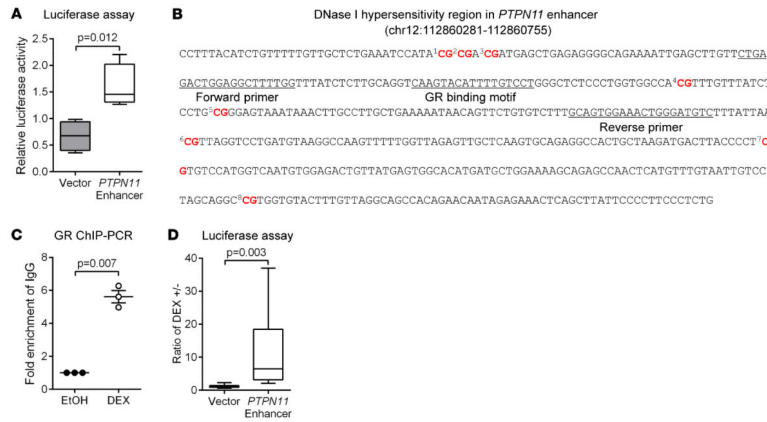 A
Luciferase assay
p=0.012
Relative luciferase activity
2.5
2.0
1.5
1.0
0.5
0.0
Vector
PTPN11
Enhancer
B
DNase I hypersensitivity region in PTPN11 enhancer
(chr12:112860281-112860755)
CCTTTACATCTGTTTTTGTTGCTCTGAAATCCATA¹CG²CGA³CGATGAGCTGAGAGGGGCAGAAAATTGAGCTTGTTCTGA
GACTGGAGGCTTTTGGTTTATCTCTTGCAGGTCAAGTACATTTTGTCCTGGGCTCTCCCTGGTGGCCA⁴CGTTTGTTTATCT
Forward primer
GR binding motif
CCTG⁵CGGGAGTAAATAAACTTGCCTTGCTGAAAAATAACAGTTCTGTGTCTTTGCAGTGGAAACTGGGATGTCTTTATTAA
Reverse primer
⁶CGTTAGGTCCTGATGTAAGGCCAAGTTTTTGGTTAGAGTTGCTCAAGTGCAGAGGCCACTGCTAAGATGACTTACCCCT⁷C
GTGTCCATGGTCAATGTGGAGACTGTTATGAGTGGCACATGATGCTGGAAAAGCAGAGCCAACTCATGTTTGTAATTGTCC
TAGCAGGC⁸CGTGGTGTACTTTGTTAGGCAGCCACAGAACAATAGAGAAACTCAGCTTATTCCCCTTCCCTCTG
C
GR ChIP-PCR
p=0.007
Fold enrichment of IgG
8
6
4
2
0
EtOH
DEX
D
Luciferase assay
p=0.003
Ratio of DEX +/-
40
30
20
10
0
Vector
PTPN11
Enhancer